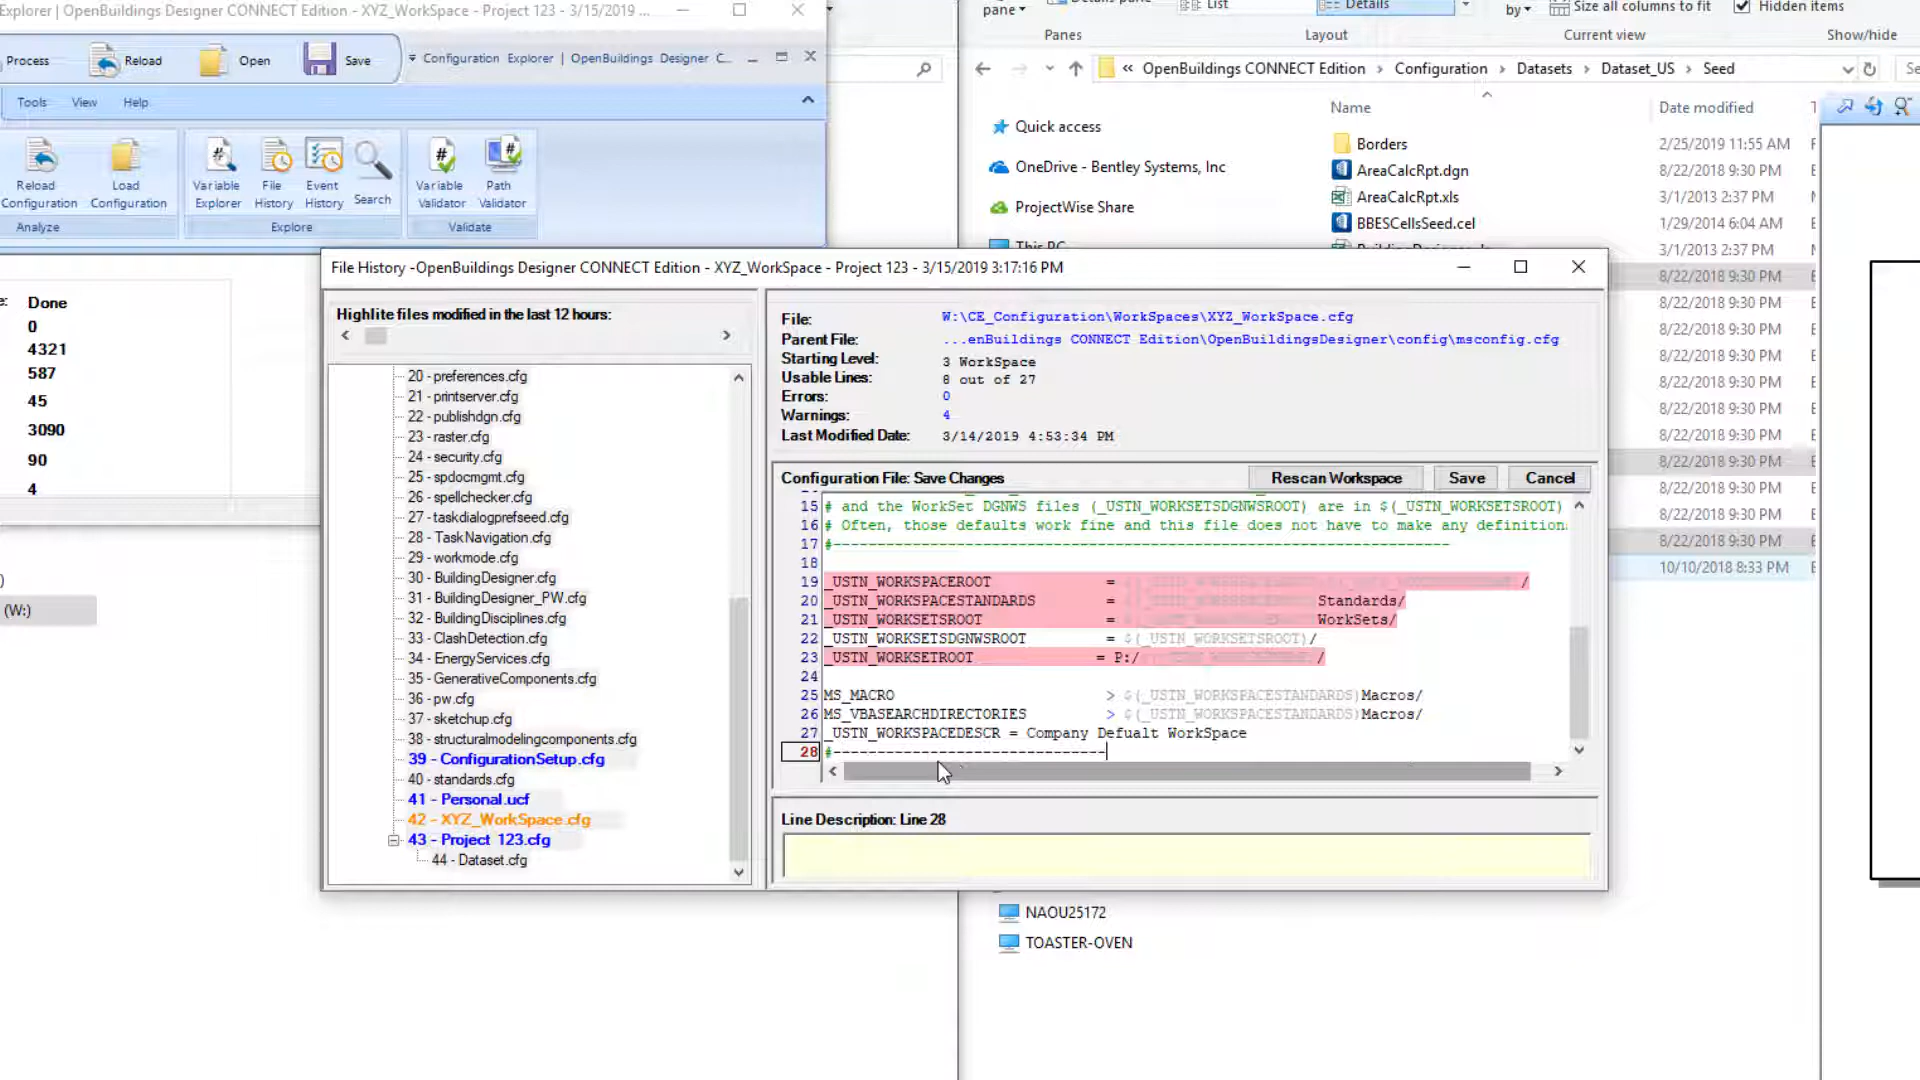 Explorer | OpenBuildings Designer CONNECT Edition - XYZ_WorkSpace - Project 123 - 3/15/2019 ...
Process
Reload
Open
Save
Configuration Explorer | OpenBuildings Designer C...
Tools
View
Help
Reload Configuration
Load Configuration
Variable Explorer
File History
Event History
Search
Variable Validator
Path Validator
Analyze
Explore
Validate
e: Done
0
4321
587
45
3090
90
4
)
(W:)
pane
List
Details
by
Size all columns to fit
Hidden items
Panes
Layout
Current view
Show/hide
« OpenBuildings CONNECT Edition > Configuration > Datasets > Dataset_US > Seed
Se
Name
Date modified
Quick access
OneDrive - Bentley Systems, Inc
ProjectWise Share
This PC
NAOU25172
TOASTER-OVEN
Borders
2/25/2019 11:55 AM
AreaCalcRpt.dgn
8/22/2018 9:30 PM
AreaCalcRpt.xls
3/1/2013 2:37 PM
BBESCellsSeed.cel
1/29/2014 6:04 AM
3/1/2013 2:37 PM
8/22/2018 9:30 PM
8/22/2018 9:30 PM
8/22/2018 9:30 PM
8/22/2018 9:30 PM
8/22/2018 9:30 PM
8/22/2018 9:30 PM
8/22/2018 9:30 PM
8/22/2018 9:30 PM
8/22/2018 9:30 PM
8/22/2018 9:30 PM
8/22/2018 9:30 PM
10/10/2018 8:33 PM
File History -OpenBuildings Designer CONNECT Edition - XYZ_WorkSpace - Project 123 - 3/15/2019 3:17:16 PM
Highlite files modified in the last 12 hours:
20 - preferences.cfg
21 - printserver.cfg
22 - publishdgn.cfg
23 - raster.cfg
24 - security.cfg
25 - spdocmgmt.cfg
26 - spellchecker.cfg
27 - taskdialogprefseed.cfg
28 - TaskNavigation.cfg
29 - workmode.cfg
30 - BuildingDesigner.cfg
31 - BuildingDesigner_PW.cfg
32 - BuildingDisciplines.cfg
33 - ClashDetection.cfg
34 - EnergyServices.cfg
35 - GenerativeComponents.cfg
36 - pw.cfg
37 - sketchup.cfg
38 - structuralmodelingcomponents.cfg
39 - ConfigurationSetup.cfg
40 - standards.cfg
41 - Personal.ucf
42 - XYZ_WorkSpace.cfg
43 - Project 123.cfg
44 - Dataset.cfg
File: W:\CE_Configuration\WorkSpaces\XYZ_WorkSpace.cfg
Parent File: ...enBuildings CONNECT Edition\OpenBuildingsDesigner\config\msconfig.cfg
Starting Level: 3 WorkSpace
Usable Lines: 8 out of 27
Errors: 0
Warnings: 4
Last Modified Date: 3/14/2019 4:53:34 PM
Configuration File: Save Changes
Rescan Workspace
Save
Cancel
15 # and the WorkSet DGNWS files (_USTN_WORKSETSDGNWSROOT) are in $(_USTN_WORKSETSROOT)
16 # Often, those defaults work fine and this file does not have to make any definition
17 #-----------------------------------------------------------------------
18
19 _USTN_WORKSPACEROOT = /
20 _USTN_WORKSPACESTANDARDS = Standards/
21 _USTN_WORKSETSROOT = WorkSets/
22 _USTN_WORKSETSDGNWSROOT = $(_USTN_WORKSETSROOT)/
23 _USTN_WORKSETROOT = P:/ /
24
25 MS_MACRO > $(_USTN_WORKSPACESTANDARDS)Macros/
26 MS_VBASEARCHDIRECTORIES > $(_USTN_WORKSPACESTANDARDS)Macros/
27 _USTN_WORKSPACEDESCR = Company Defualt WorkSpace
28 #-------------------------------
Line Description: Line 28